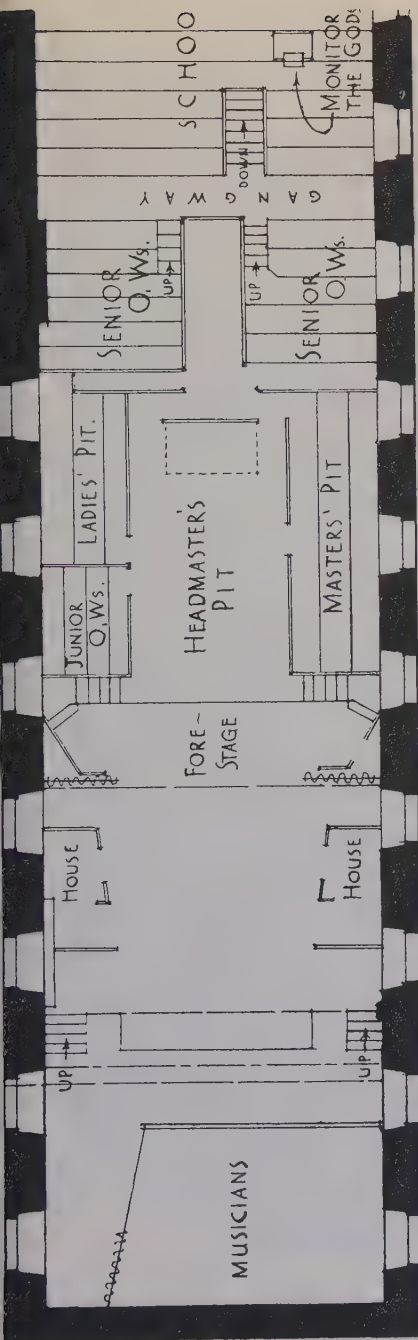 MUSICIANS
UP
UP
HOUSE
HOUSE
FORE-
STAGE
JUNIOR
O.Ws.
LADIES' PIT.
HEADMASTER'S
PIT
MASTERS' PIT
SENIOR
O.Ws.
UP
UP
SENIOR
O.Ws.
GANGWAY
DOWN
SCHOO
MONITOR
THE GODS